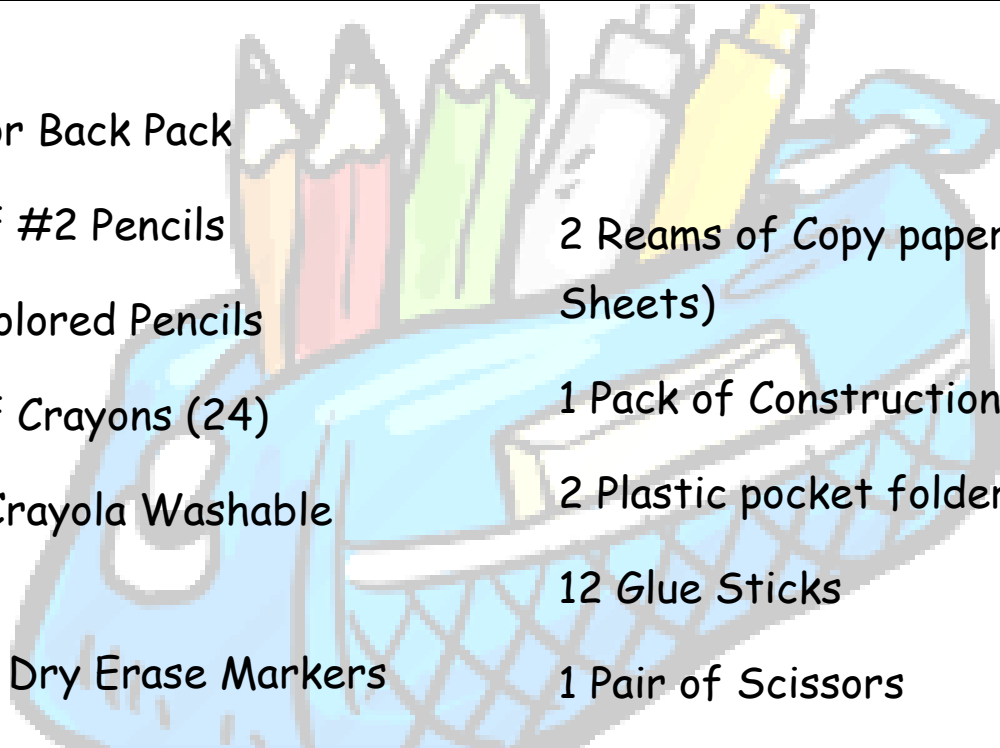 or Back Pack
#2 Pencils
olored Pencils
Crayons (24)
Crayola Washable
Dry Erase Markers
2 Reams of Copy paper
Sheets)
1 Pack of Construction
2 Plastic pocket folder
12 Glue Sticks
1 Pair of Scissors